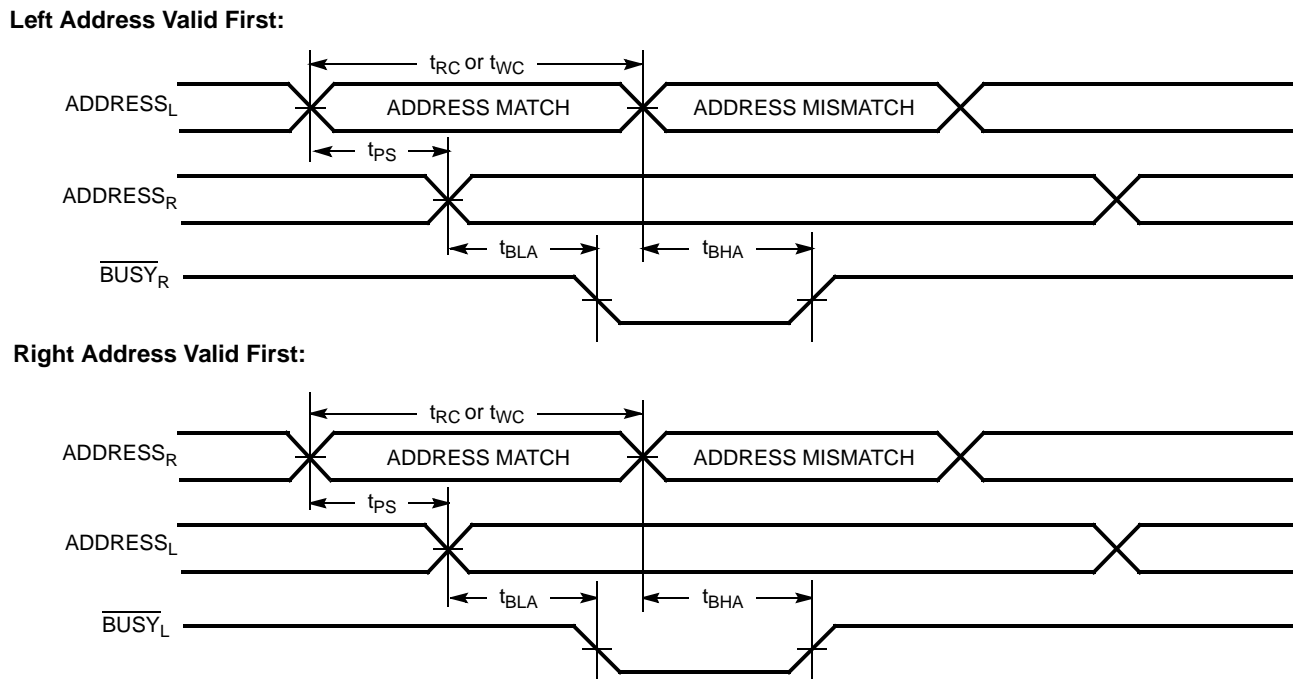 Left Address Valid First:
tRC or tWC
ADDRESSL
ADDRESS MATCH
ADDRESS MISMATCH
tPS
ADDRESSR
tBLA
tBHA
BUSYR
Right Address Valid First:
tRC or tWC
ADDRESSR
ADDRESS MATCH
ADDRESS MISMATCH
tPS
ADDRESSL
tBLA
tBHA
BUSYL